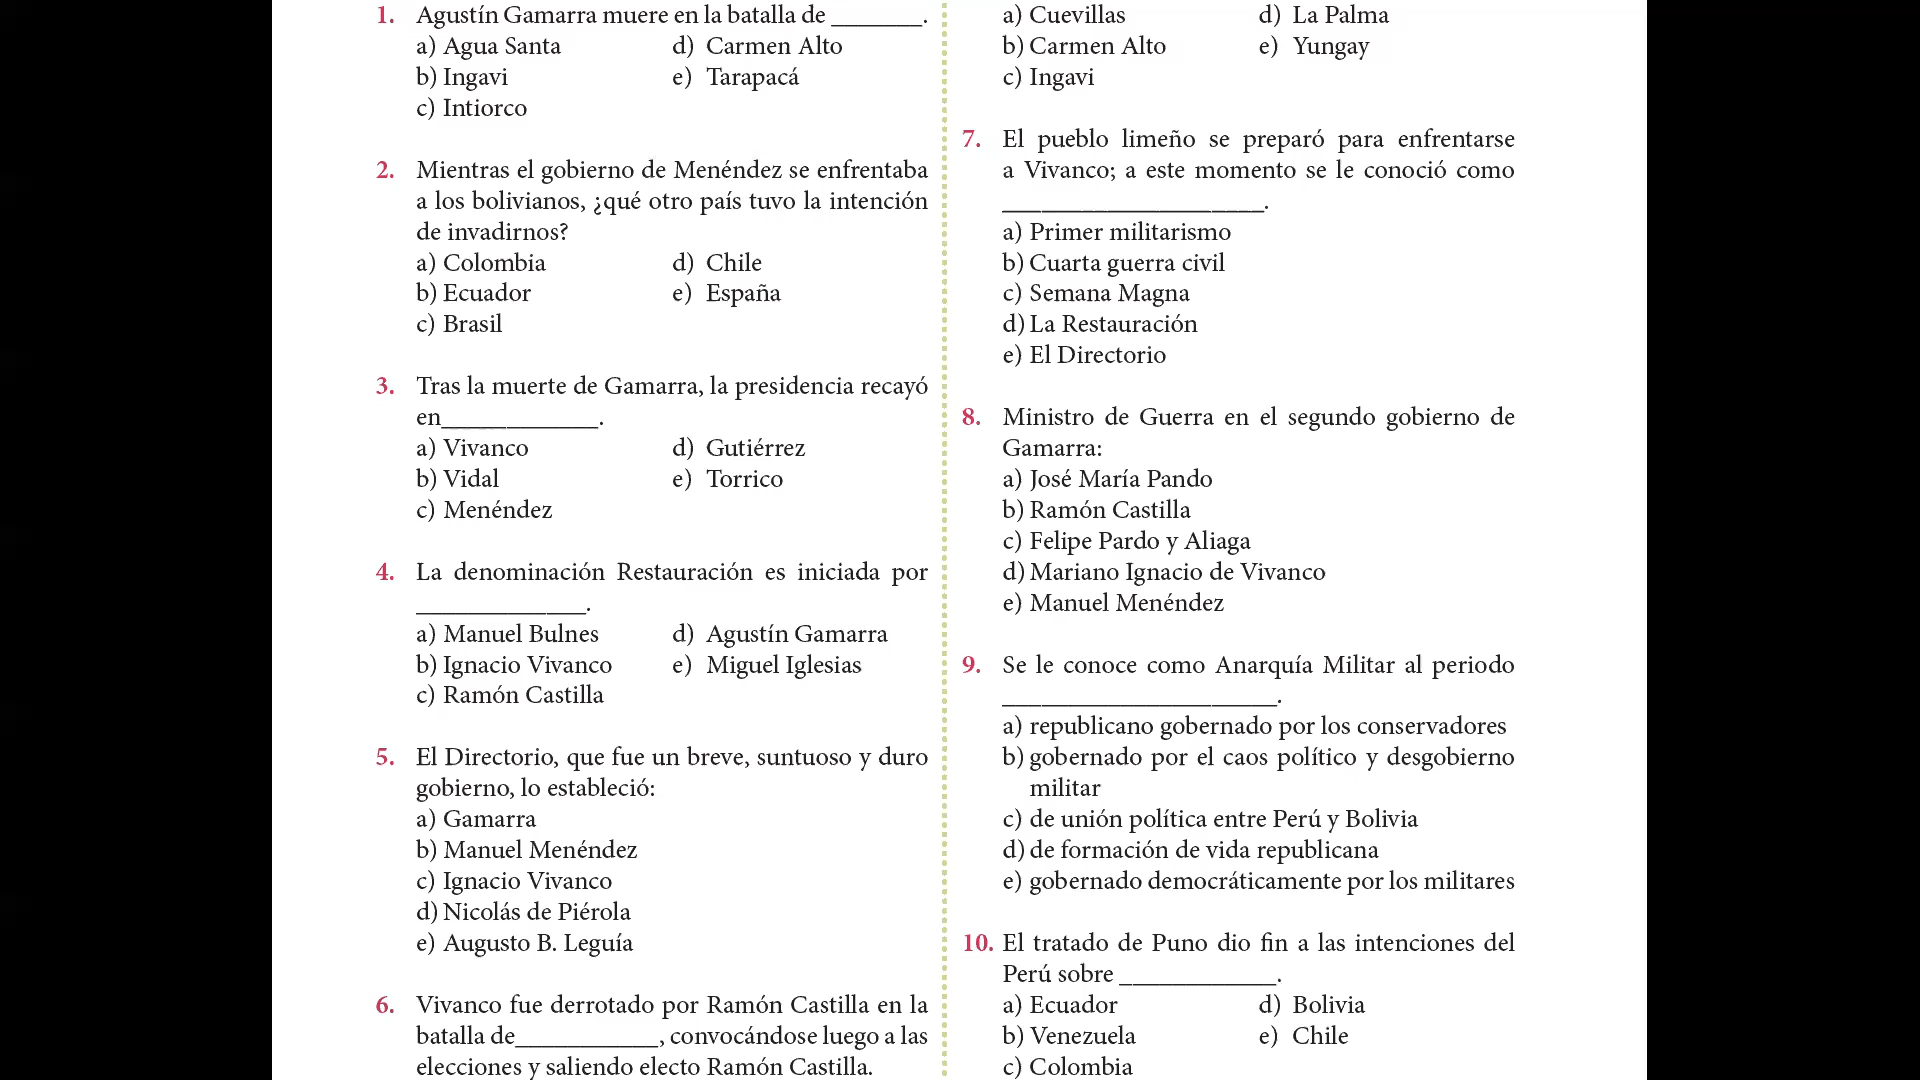 1. Agustín Gamarra muere en la batalla de _______.
a) Agua Santa d) Carmen Alto
b) Ingavi e) Tarapacá
c) Intiorco
2. Mientras el gobierno de Menéndez se enfrentaba
a los bolivianos, ¿qué otro país tuvo la intención
de invadirnos?
a) Colombia d) Chile
b) Ecuador e) España
c) Brasil
3. Tras la muerte de Gamarra, la presidencia recayó
en____________.
a) Vivanco d) Gutiérrez
b) Vidal e) Torrico
c) Menéndez
4. La denominación Restauración es iniciada por
_____________.
a) Manuel Bulnes d) Agustín Gamarra
b) Ignacio Vivanco e) Miguel Iglesias
c) Ramón Castilla
5. El Directorio, que fue un breve, suntuoso y duro
gobierno, lo estableció:
a) Gamarra
b) Manuel Menéndez
c) Ignacio Vivanco
d) Nicolás de Piérola
e) Augusto B. Leguía
6. Vivanco fue derrotado por Ramón Castilla en la
batalla de___________, convocándose luego a las
elecciones y saliendo electo Ramón Castilla.
a) Cuevillas d) La Palma
b) Carmen Alto e) Yungay
c) Ingavi
7. El pueblo limeño se preparó para enfrentarse
a Vivanco; a este momento se le conoció como
____________________.
a) Primer militarismo
b) Cuarta guerra civil
c) Semana Magna
d) La Restauración
e) El Directorio
8. Ministro de Guerra en el segundo gobierno de
Gamarra:
a) José María Pando
b) Ramón Castilla
c) Felipe Pardo y Aliaga
d) Mariano Ignacio de Vivanco
e) Manuel Menéndez
9. Se le conoce como Anarquía Militar al periodo
_____________________.
a) republicano gobernado por los conservadores
b) gobernado por el caos político y desgobierno
militar
c) de unión política entre Perú y Bolivia
d) de formación de vida republicana
e) gobernado democráticamente por los militares
10. El tratado de Puno dio fin a las intenciones del
Perú sobre ____________.
a) Ecuador d) Bolivia
b) Venezuela e) Chile
c) Colombia